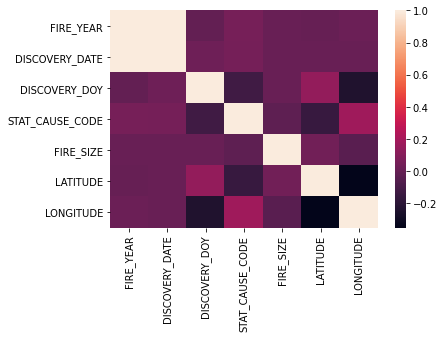 FIRE_YEAR
DISCOVERY_DATE
DISCOVERY_DOY
STAT_CAUSE_CODE
FIRE_SIZE
LATITUDE
LONGITUDE
FIRE_YEAR
DISCOVERY_DATE
DISCOVERY_DOY
STAT_CAUSE_CODE
FIRE_SIZE
LATITUDE
LONGITUDE
1.0
0.8
0.6
0.4
0.2
0.0
−0.2